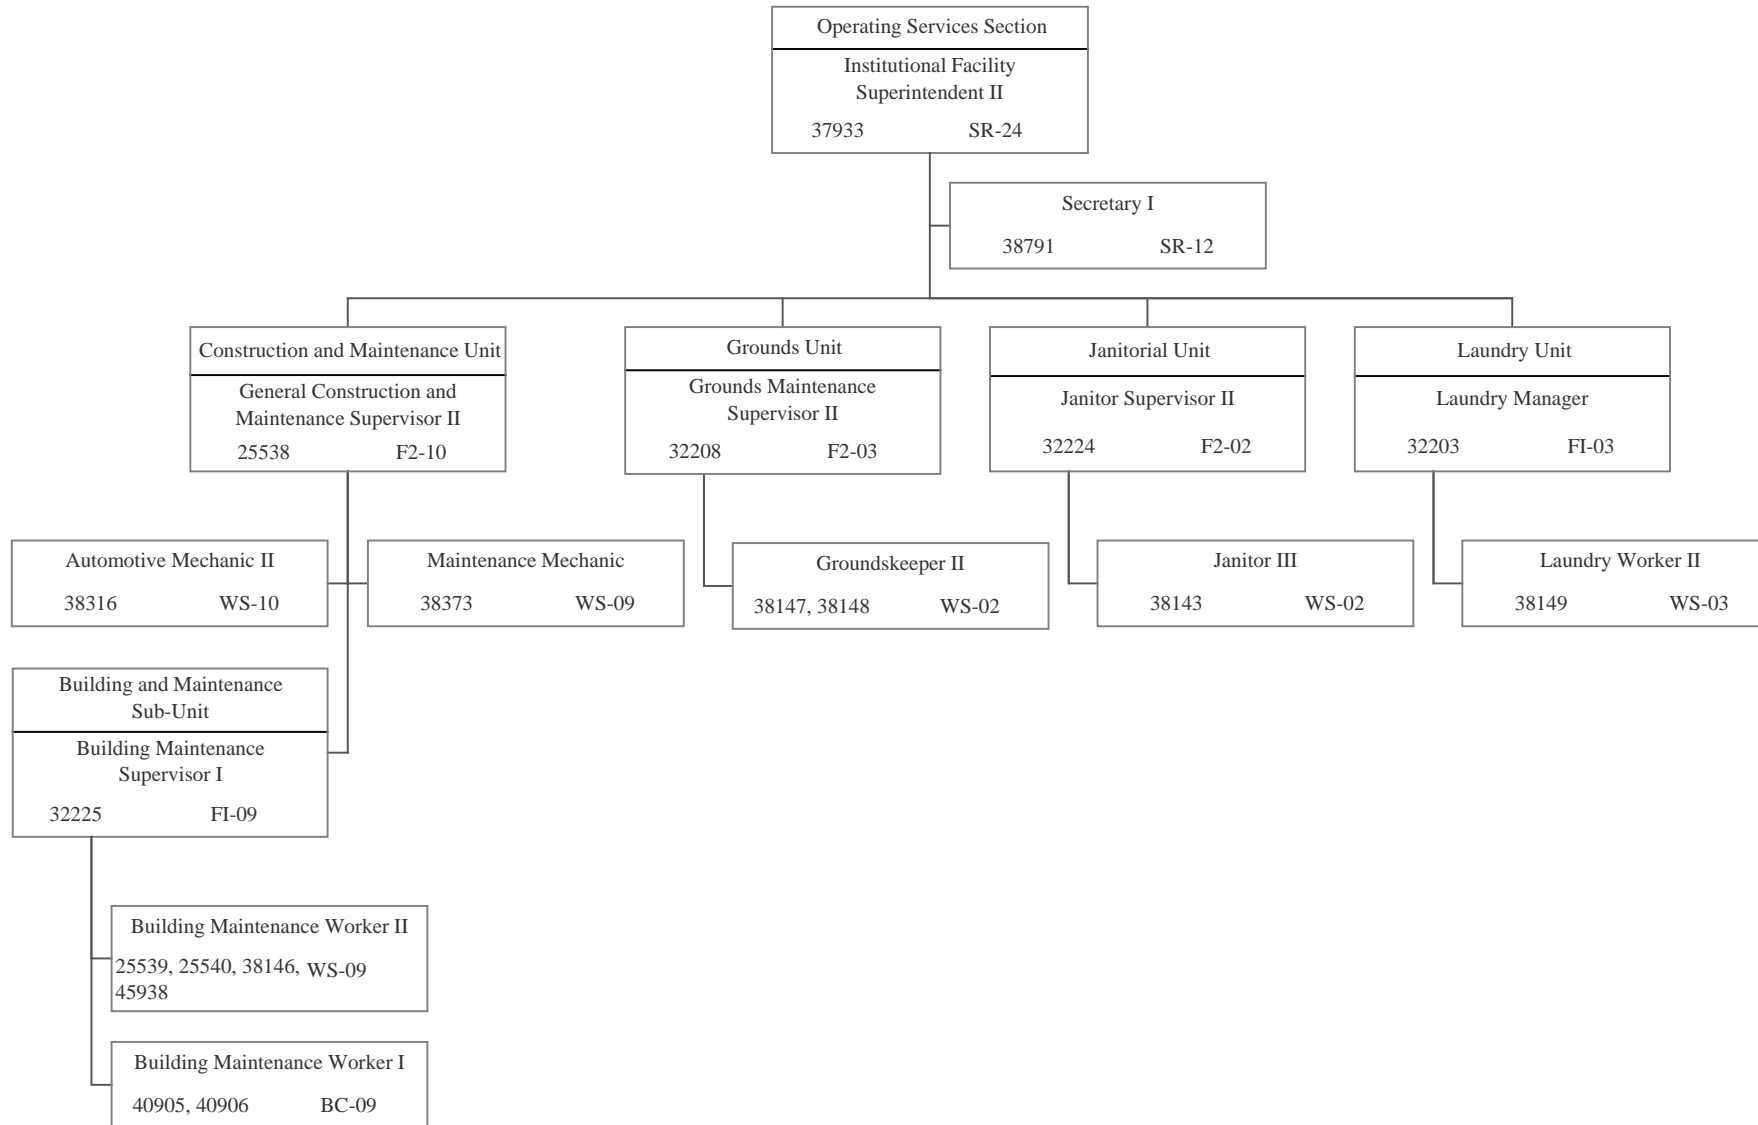 Operating Services Section
Institutional Facility
Superintendent II
37933 SR-24
Secretary I
38791 SR-12
Construction and Maintenance Unit
General Construction and
Maintenance Supervisor II
25538 F2-10
Grounds Unit
Grounds Maintenance
Supervisor II
32208 F2-03
Janitorial Unit
Janitor Supervisor II
32224 F2-02
Laundry Unit
Laundry Manager
32203 FI-03
Automotive Mechanic II
38316 WS-10
Maintenance Mechanic
38373 WS-09
Groundskeeper II
38147, 38148 WS-02
Janitor III
38143 WS-02
Laundry Worker II
38149 WS-03
Building and Maintenance
Sub-Unit
Building Maintenance
Supervisor I
32225 FI-09
Building Maintenance Worker II
25539, 25540, 38146, WS-09
45938
Building Maintenance Worker I
40905, 40906 BC-09